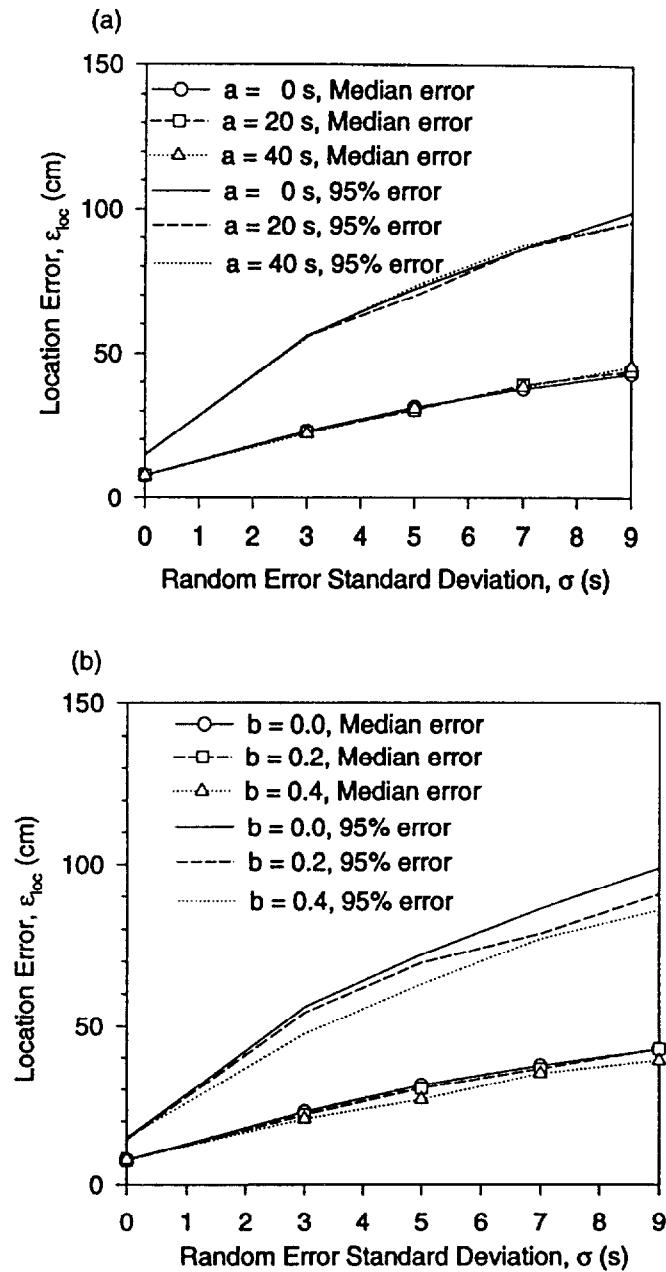 (a)
150
100
50
0
Location Error, ε_loc (cm)
a = 0 s, Median error
a = 20 s, Median error
a = 40 s, Median error
a = 0 s, 95% error
a = 20 s, 95% error
a = 40 s, 95% error
0 1 2 3 4 5 6 7 8 9
Random Error Standard Deviation, σ (s)
(b)
150
100
50
0
Location Error, ε_loc (cm)
b = 0.0, Median error
b = 0.2, Median error
b = 0.4, Median error
b = 0.0, 95% error
b = 0.2, 95% error
b = 0.4, 95% error
0 1 2 3 4 5 6 7 8 9
Random Error Standard Deviation, σ (s)